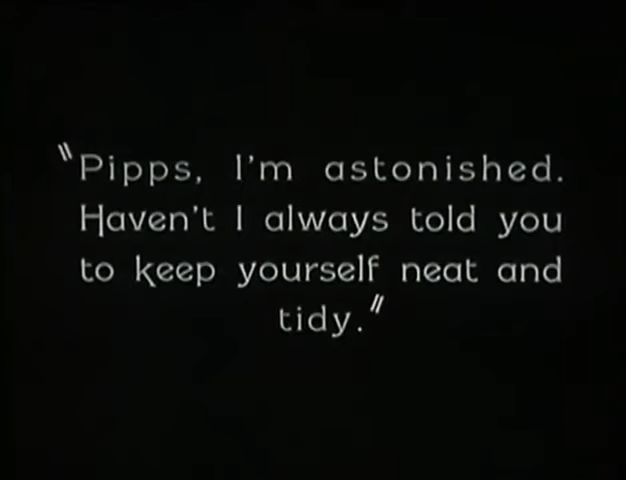 "Pipps, I'm astonished.
Haven't I always told you
to keep yourself neat and
tidy."